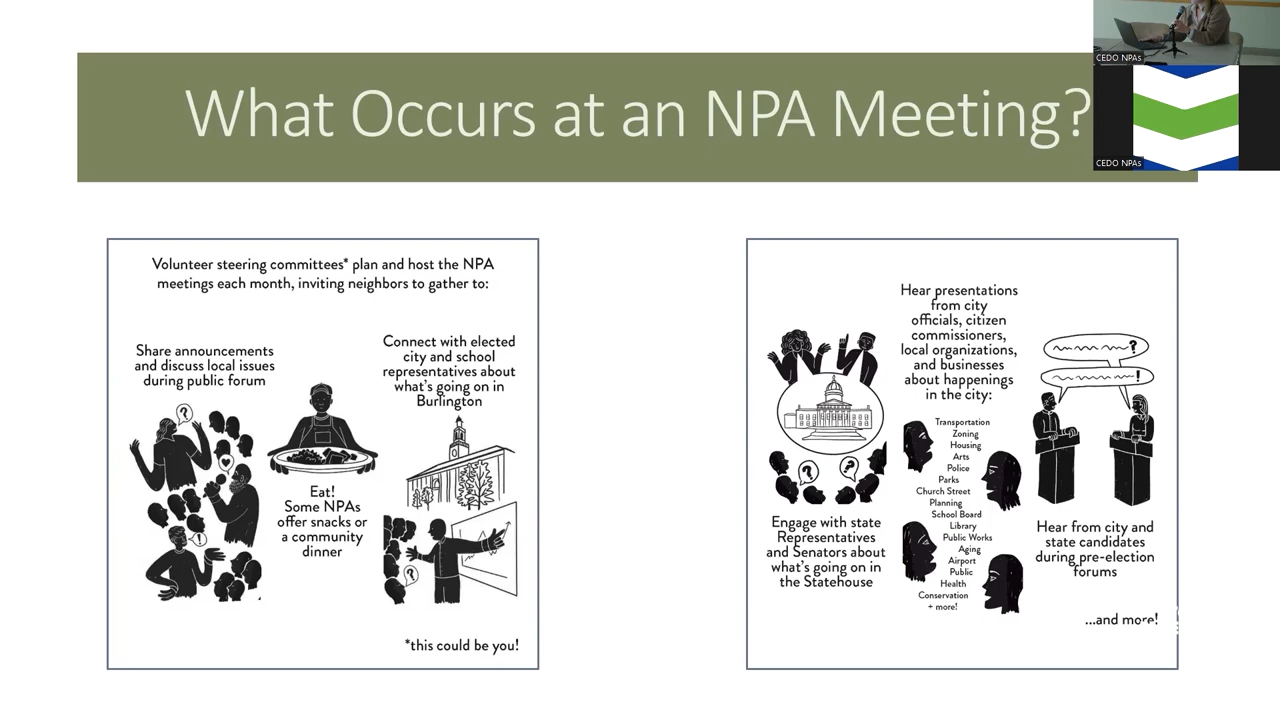 What Occurs at an NPA Meeting?
CEDO NPAs
CEDO NPAs
Volunteer steering committees* plan and host the NPA
meetings each month, inviting neighbors to gather to:
Share announcements
and discuss local issues
during public forum
?
!
Eat!
Some NPAs
offer snacks or
a community
dinner
Connect with elected
city and school
representatives about
what's going on in
Burlington
?
*this could be you!
?
?
Engage with state
Representatives
and Senators about
what's going on in
the Statehouse
Hear presentations
from city
officials, citizen
commissioners,
local organizations,
and businesses
about happenings
in the city:
Transportation
Zoning
Housing
Arts
Police
Parks
Church Street
Planning
School Board
Library
Public Works
Aging
Airport
Public
Health
Conservation
+ more!
?
!
Hear from city and
state candidates
during pre-election
forums
...and more!